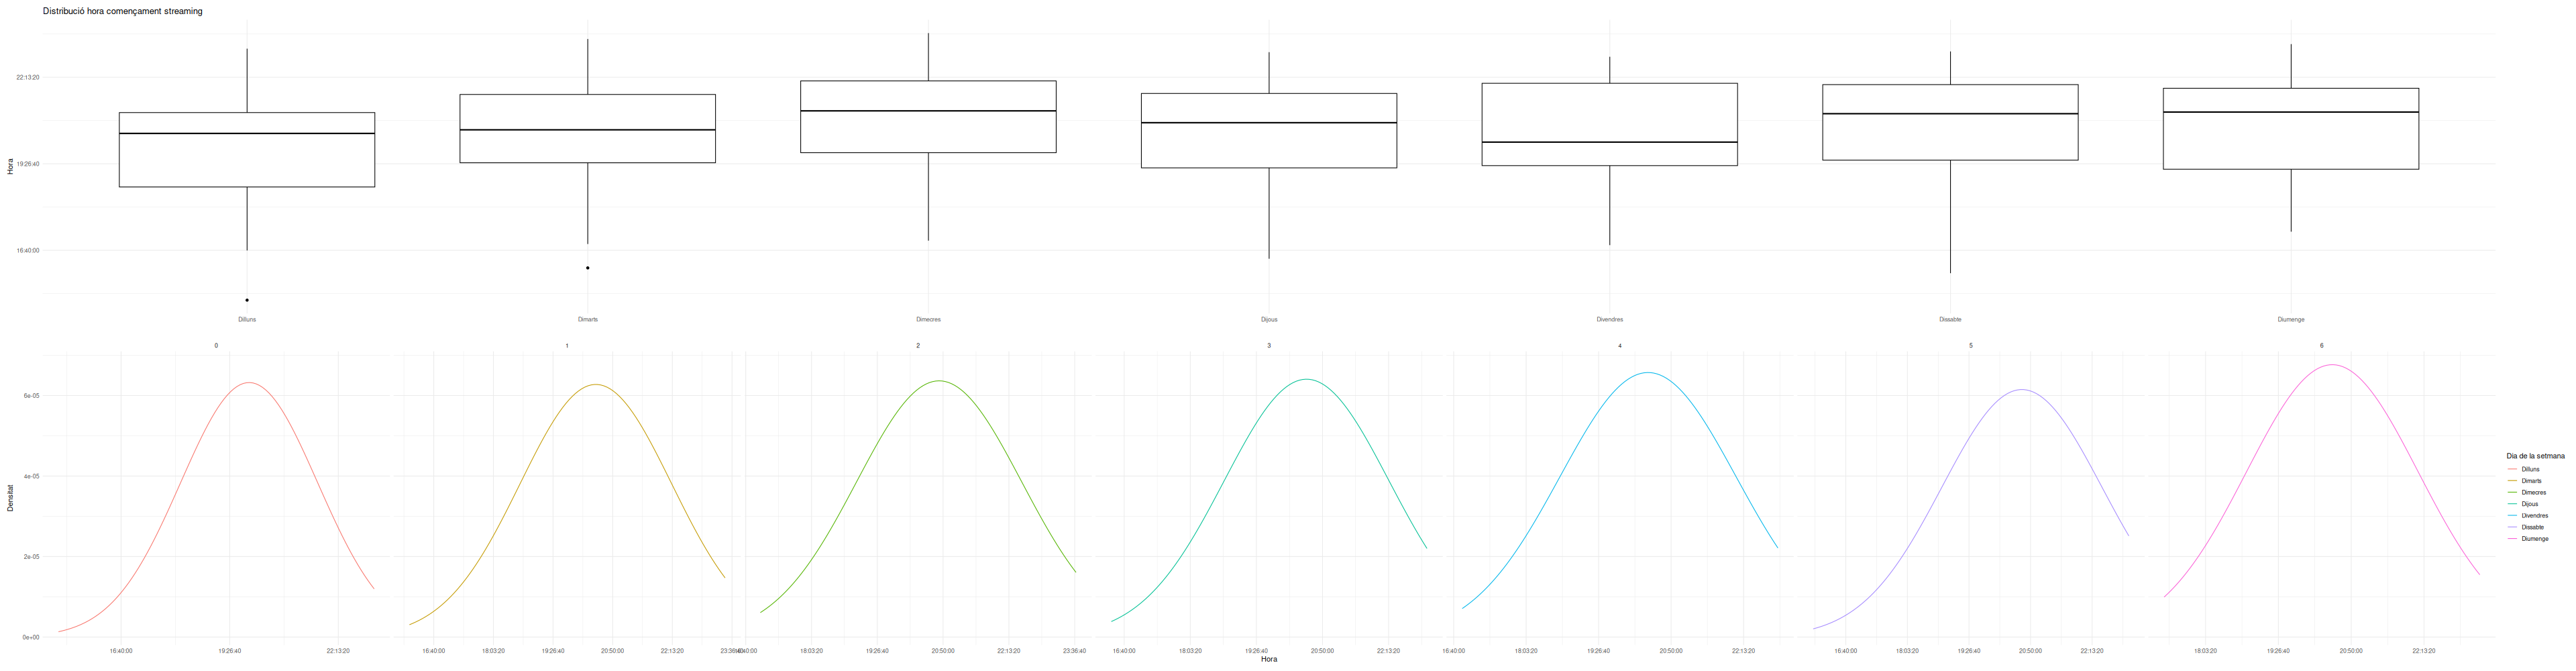 Distribució hora començament streaming
Hora
22:13:20
19:26:40
16:40:00
Dilluns Dimarts Dimecres Dijous Divendres Dissabte Diumenge
0 1 2 3 4 5 6
Densitat
6e-05
4e-05
2e-05
0e+00
16:40:00 19:26:40 22:13:20 16:40:00 18:03:20 19:26:40 20:50:00 22:13:20 23:36:40 16:40:00 18:03:20 19:26:40 20:50:00 22:13:20 23:36:40 16:40:00 18:03:20 19:26:40 20:50:00 22:13:20 16:40:00 18:03:20 19:26:40 20:50:00 22:13:20 16:40:00 18:03:20 19:26:40 20:50:00 22:13:20 18:03:20 19:26:40 20:50:00 22:13:20
Hora
Dia de la setmana
Dilluns
Dimarts
Dimecres
Dijous
Divendres
Dissabte
Diumenge